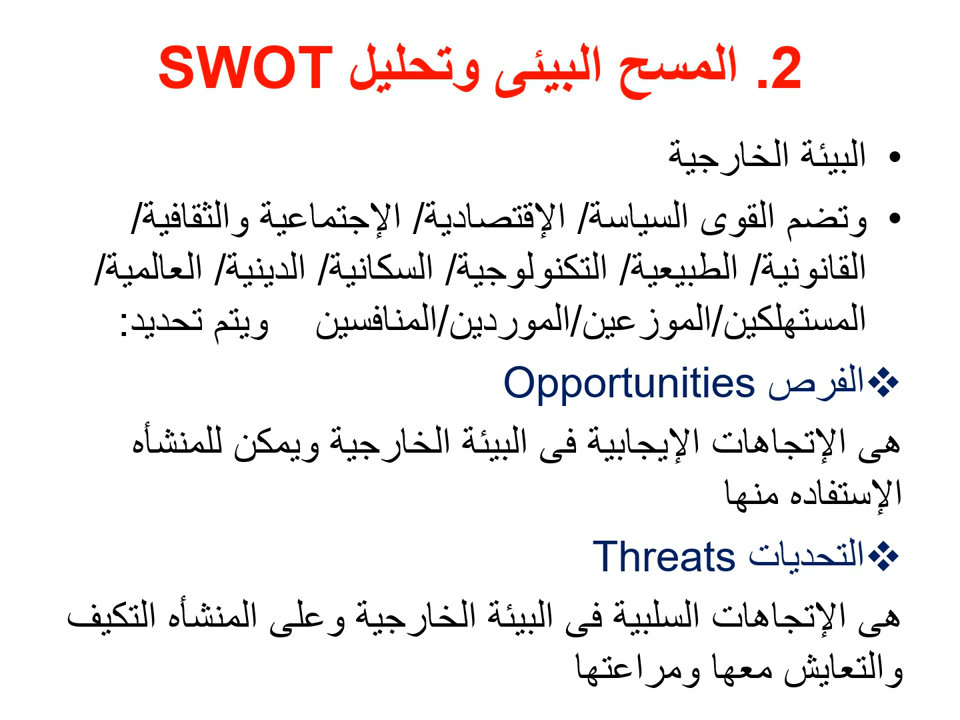 2. المسح البيئى وتحليل SWOT
• البيئة الخارجية
• وتضم القوى السياسة/ الإقتصادية/ الإجتماعية والثقافية/
القانونية/ الطبيعية/ التكنولوجية/ السكانية/ الدينية/ العالمية/
المستهلكين/الموزعين/الموردين/المنافسين ويتم تحديد:
❖الفرص Opportunities
هى الإتجاهات الإيجابية فى البيئة الخارجية ويمكن للمنشأه
الإستفاده منها
❖التحديات Threats
هى الإتجاهات السلبية فى البيئة الخارجية وعلى المنشأه التكيف
والتعايش معها ومراعتها